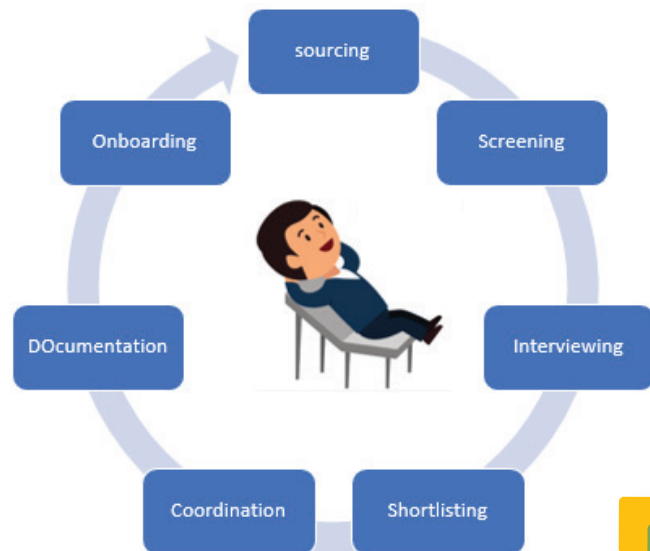 sourcing
Screening
Interviewing
Shortlisting
Coordination
DOcumentation
Onboarding